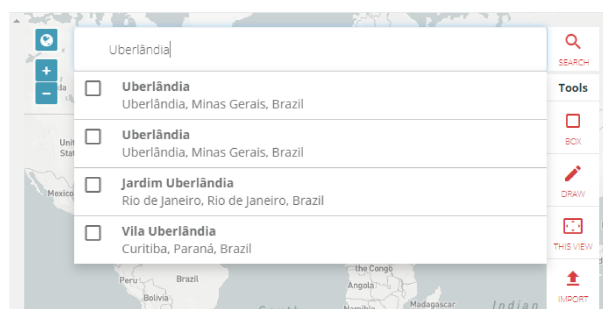 Uberlândia
SEARCH
Tools
Uberlândia
Uberlândia, Minas Gerais, Brazil
BOX
Uberlândia
Uberlândia, Minas Gerais, Brazil
Jardim Uberlândia
Rio de Janeiro, Rio de Janeiro, Brazil
DRAW
Vila Uberlândia
Curitiba, Paraná, Brazil
THIS VIEW
IMPORT
Mexico
the Congo
Peru
Brazil
Angola
Bolivia
Namibia
Madagascar
South
Indian